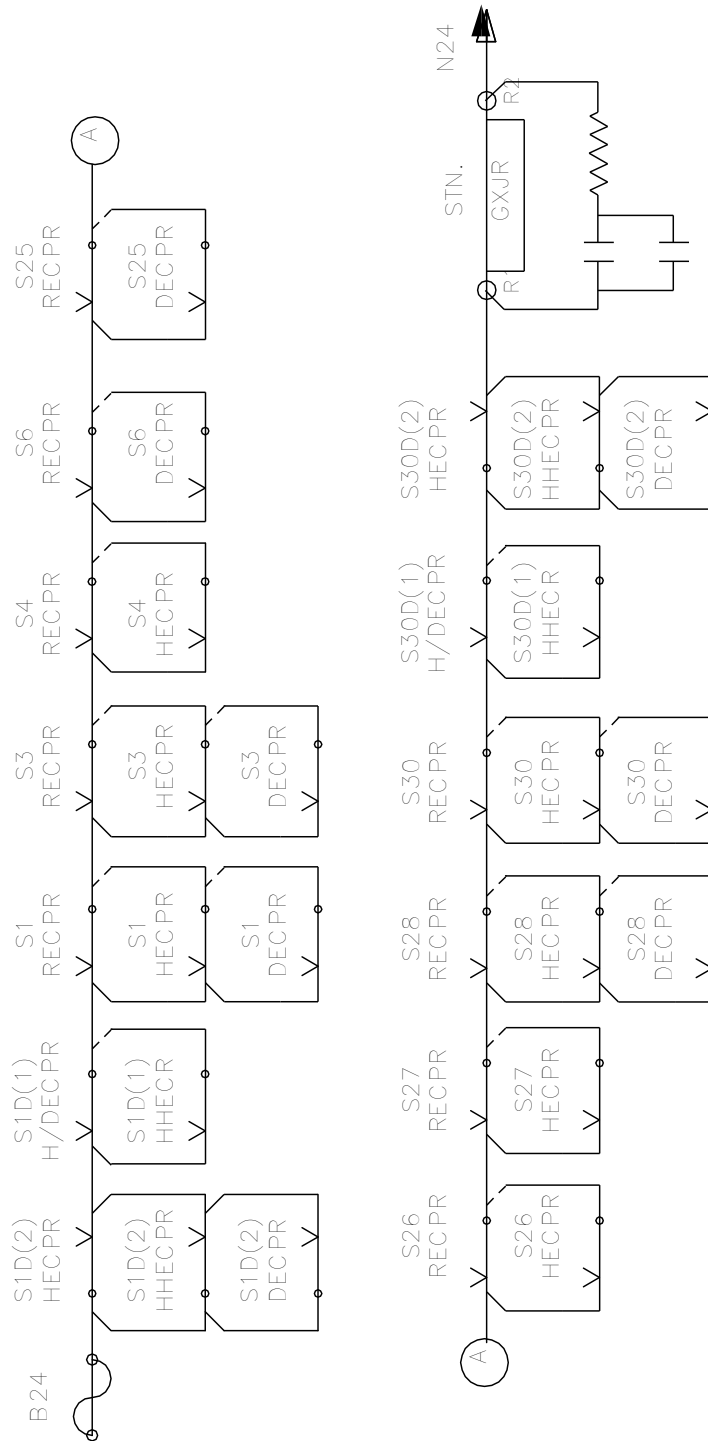 B24
S1D(2)
HECPR
S1D(2)
HHECPR
S1D(2)
DECPR
S1D(1)
H/DECPR
S1D(1)
HHECR
S1
RECPR
S1
HECPR
S1
DECPR
S3
RECPR
S3
HECPR
S3
DECPR
S4
RECPR
S4
HECPR
S6
RECPR
S6
DECPR
S25
RECPR
S25
DECPR
A
A
S26
RECPR
S26
HECPR
S27
RECPR
S27
HECPR
S28
RECPR
S28
HECPR
S28
DECPR
S30
RECPR
S30
HECPR
S30
DECPR
S30D(1)
H/DECPR
S30D(1)
HHECR
S30D(2)
HECPR
S30D(2)
HHECPR
S30D(2)
DECPR
R1
STN.
GXJR
R2
N24